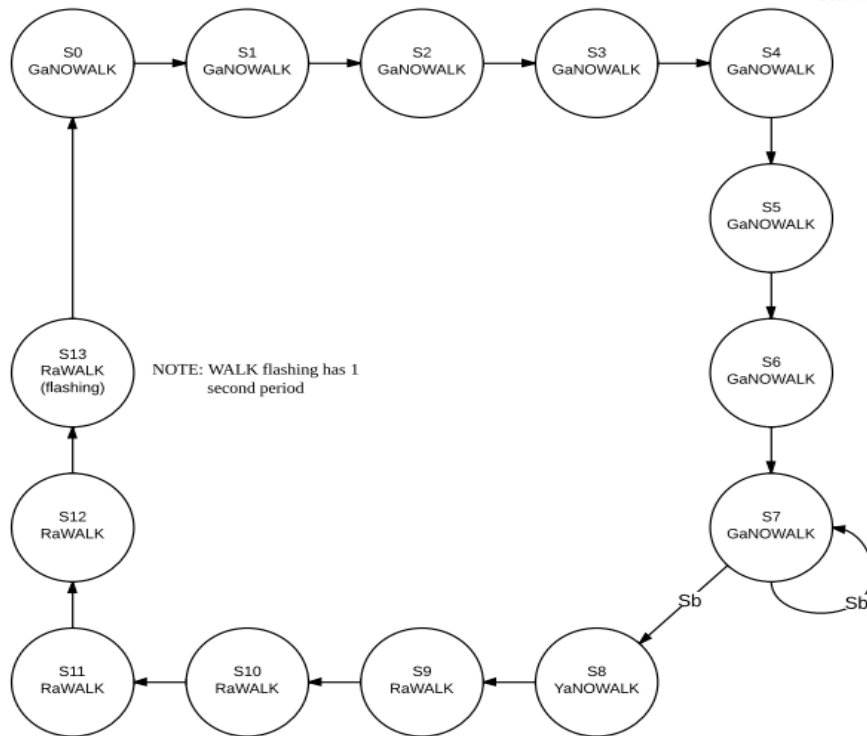 S0
GaNOWALK
S1
GaNOWALK
S2
GaNOWALK
S3
GaNOWALK
S4
GaNOWALK
S5
GaNOWALK
S13
RaWALK
(flashing)
NOTE: WALK flashing has 1
second period
S6
GaNOWALK
S12
RaWALK
S7
GaNOWALK
Sb
Sb
S11
RaWALK
S10
RaWALK
S9
RaWALK
S8
YaNOWALK